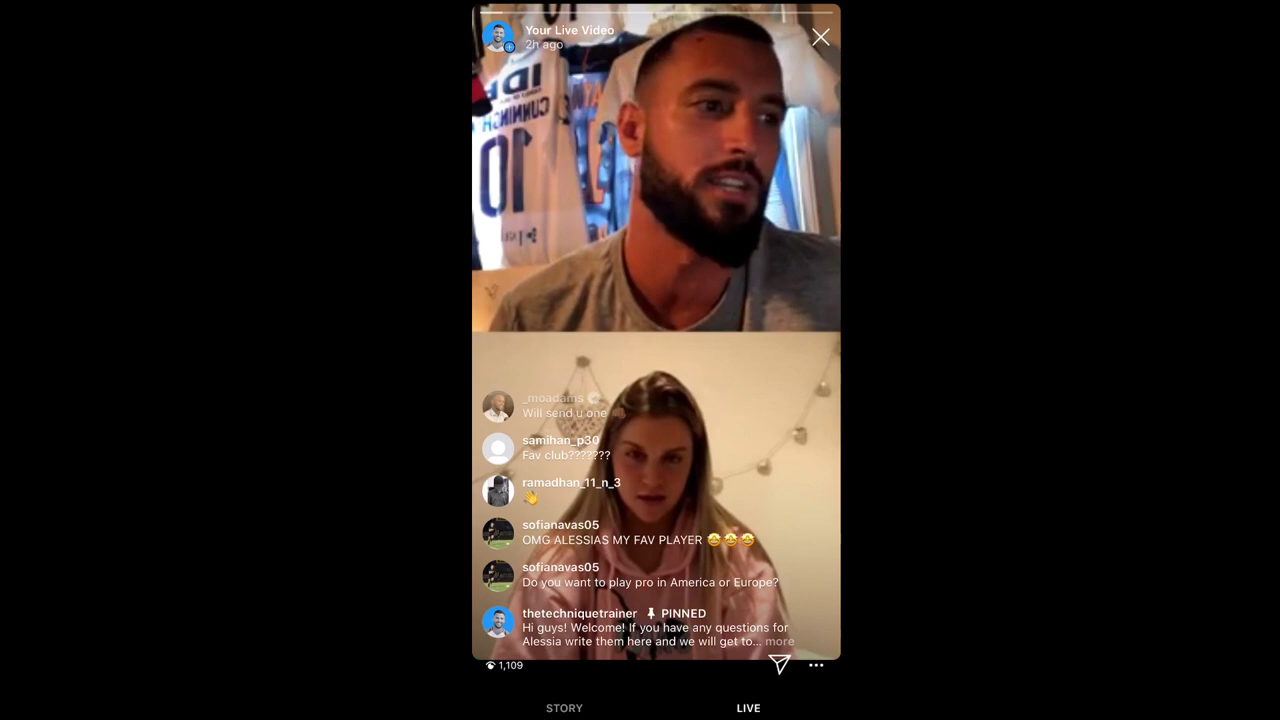 Your Live Video
2h ago
10
_moadams
Will send u one
samihan_p30
Fav club???????
ramadhan_11_n_3
👏
sofianavas05
OMG ALESSIAS MY FAV PLAYER 🤩🤩🤩
sofianavas05
Do you want to play pro in America or Europe?
thetechniquetrainer PINNED
Hi guys! Welcome! If you have any questions for
Alessia write them here and we will get to... more
1,109
STORY
LIVE